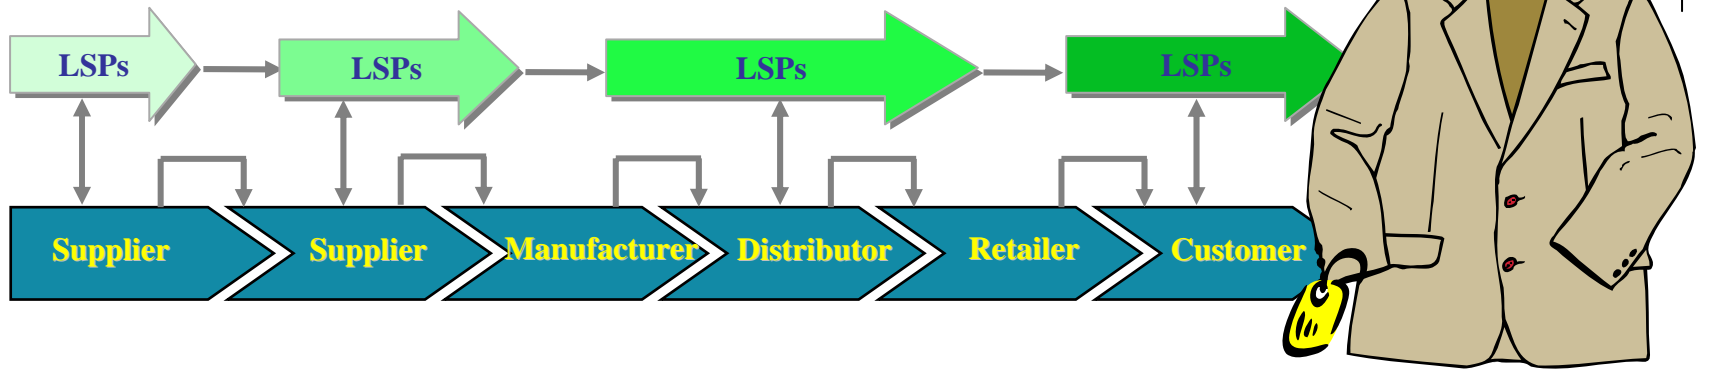 LSPs
LSPs
LSPs
LSPs
Supplier
Supplier
Manufacturer
Distributor
Retailer
Customer